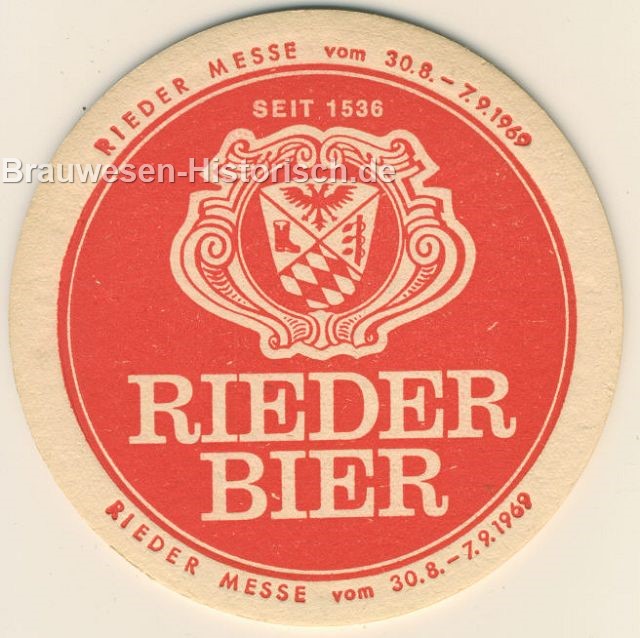 RIEDER MESSE vom 30.8.-7.9.1969
SEIT 1536
Brauwesen-Historisch.de
RIEDER
BIER
RIEDER MESSE vom 30.8.-7.9.1969